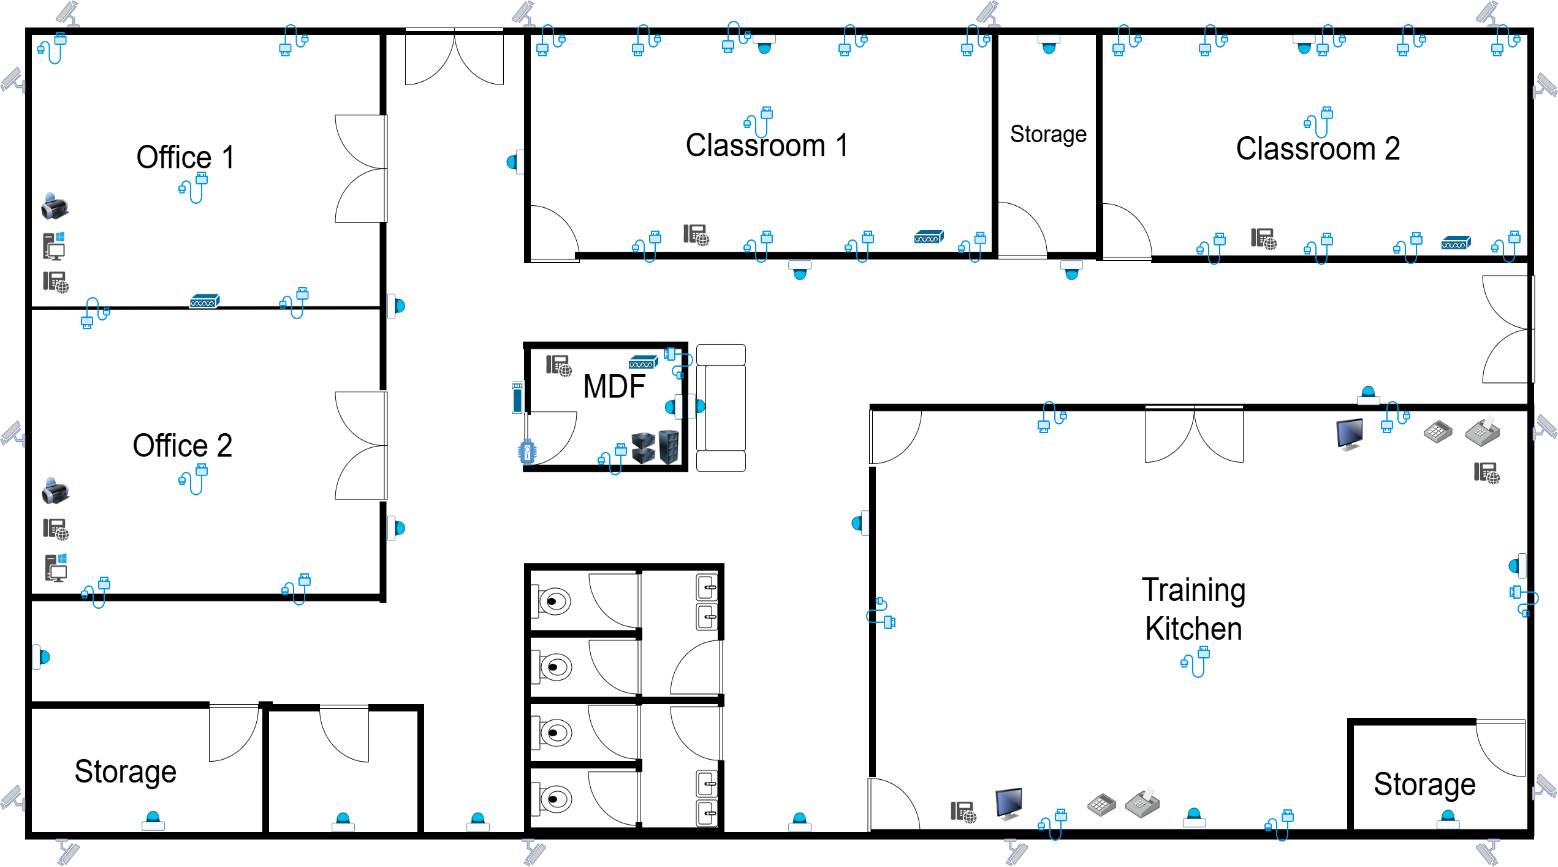 Office 1
Classroom 1
Storage
Classroom 2
MDF
Office 2
Training
Kitchen
Storage
Storage